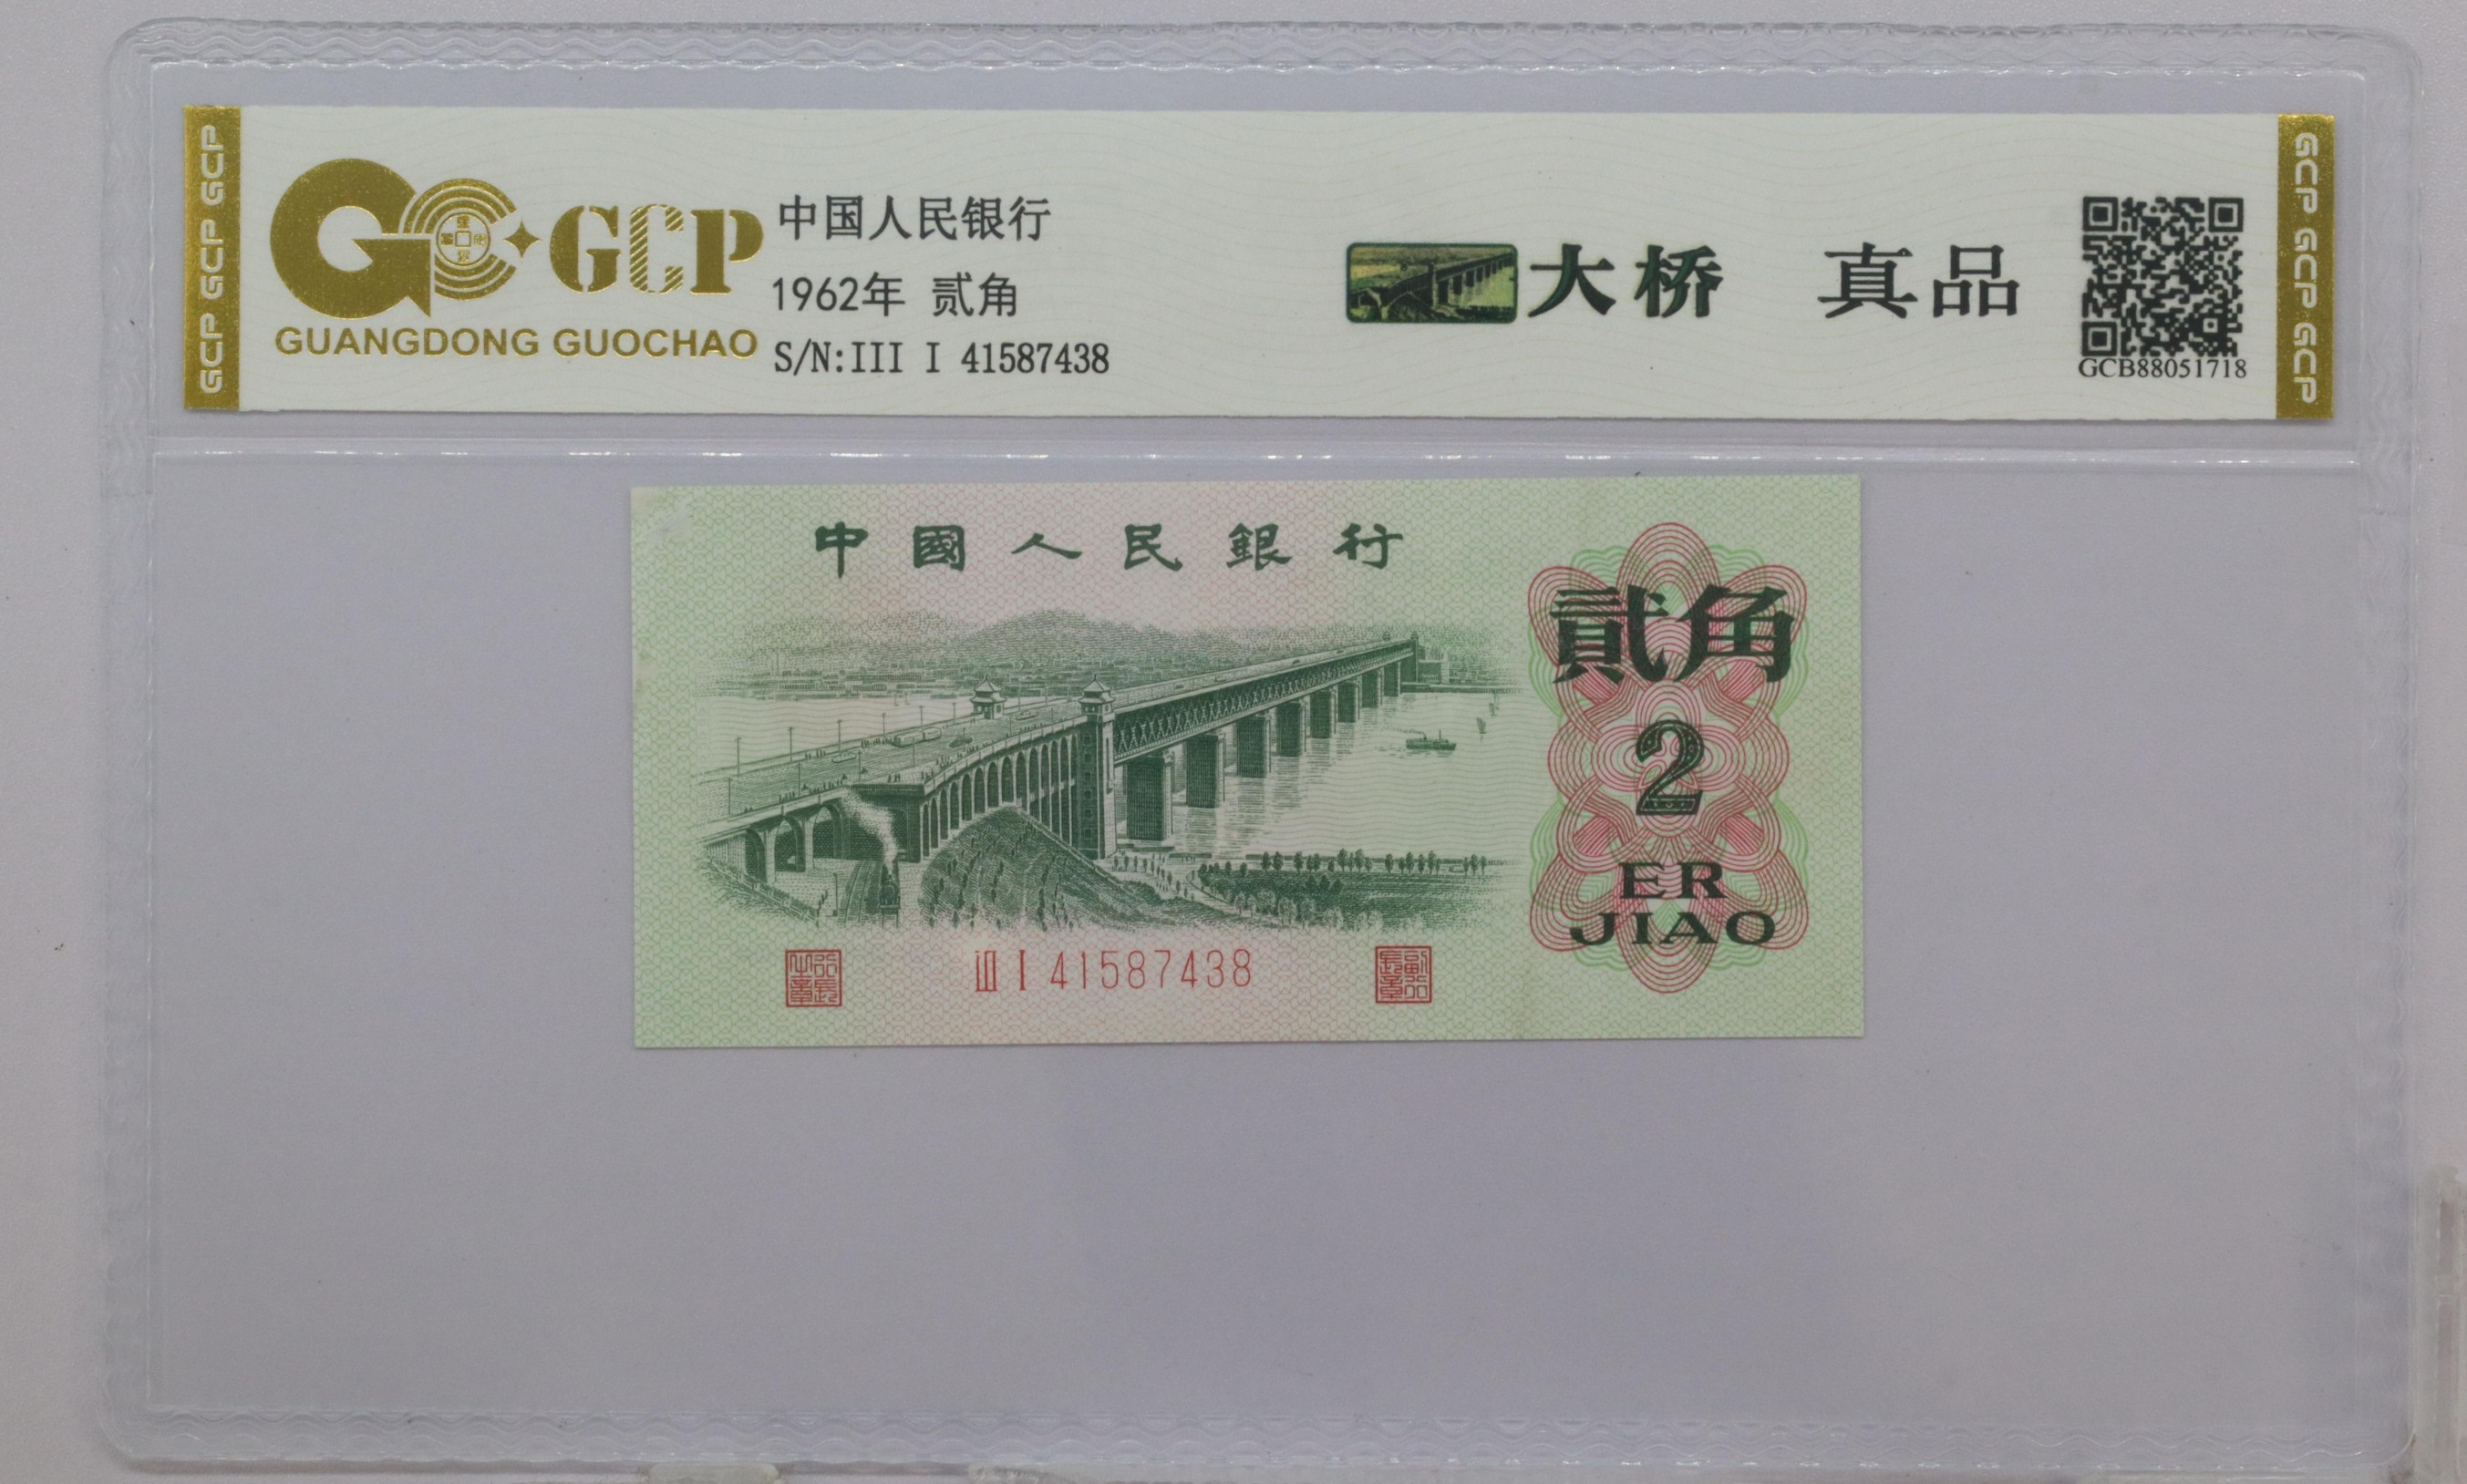 GCP GCP GCP
GCP
GUANGDONG GUOCHAO
中国人民银行
1962年 贰角
S/N:III I 41587438
大桥 真品
GCB88051718
GCP GCP GCP
中國人民銀行
貳角
2
ER
JIAO
III I 41587438